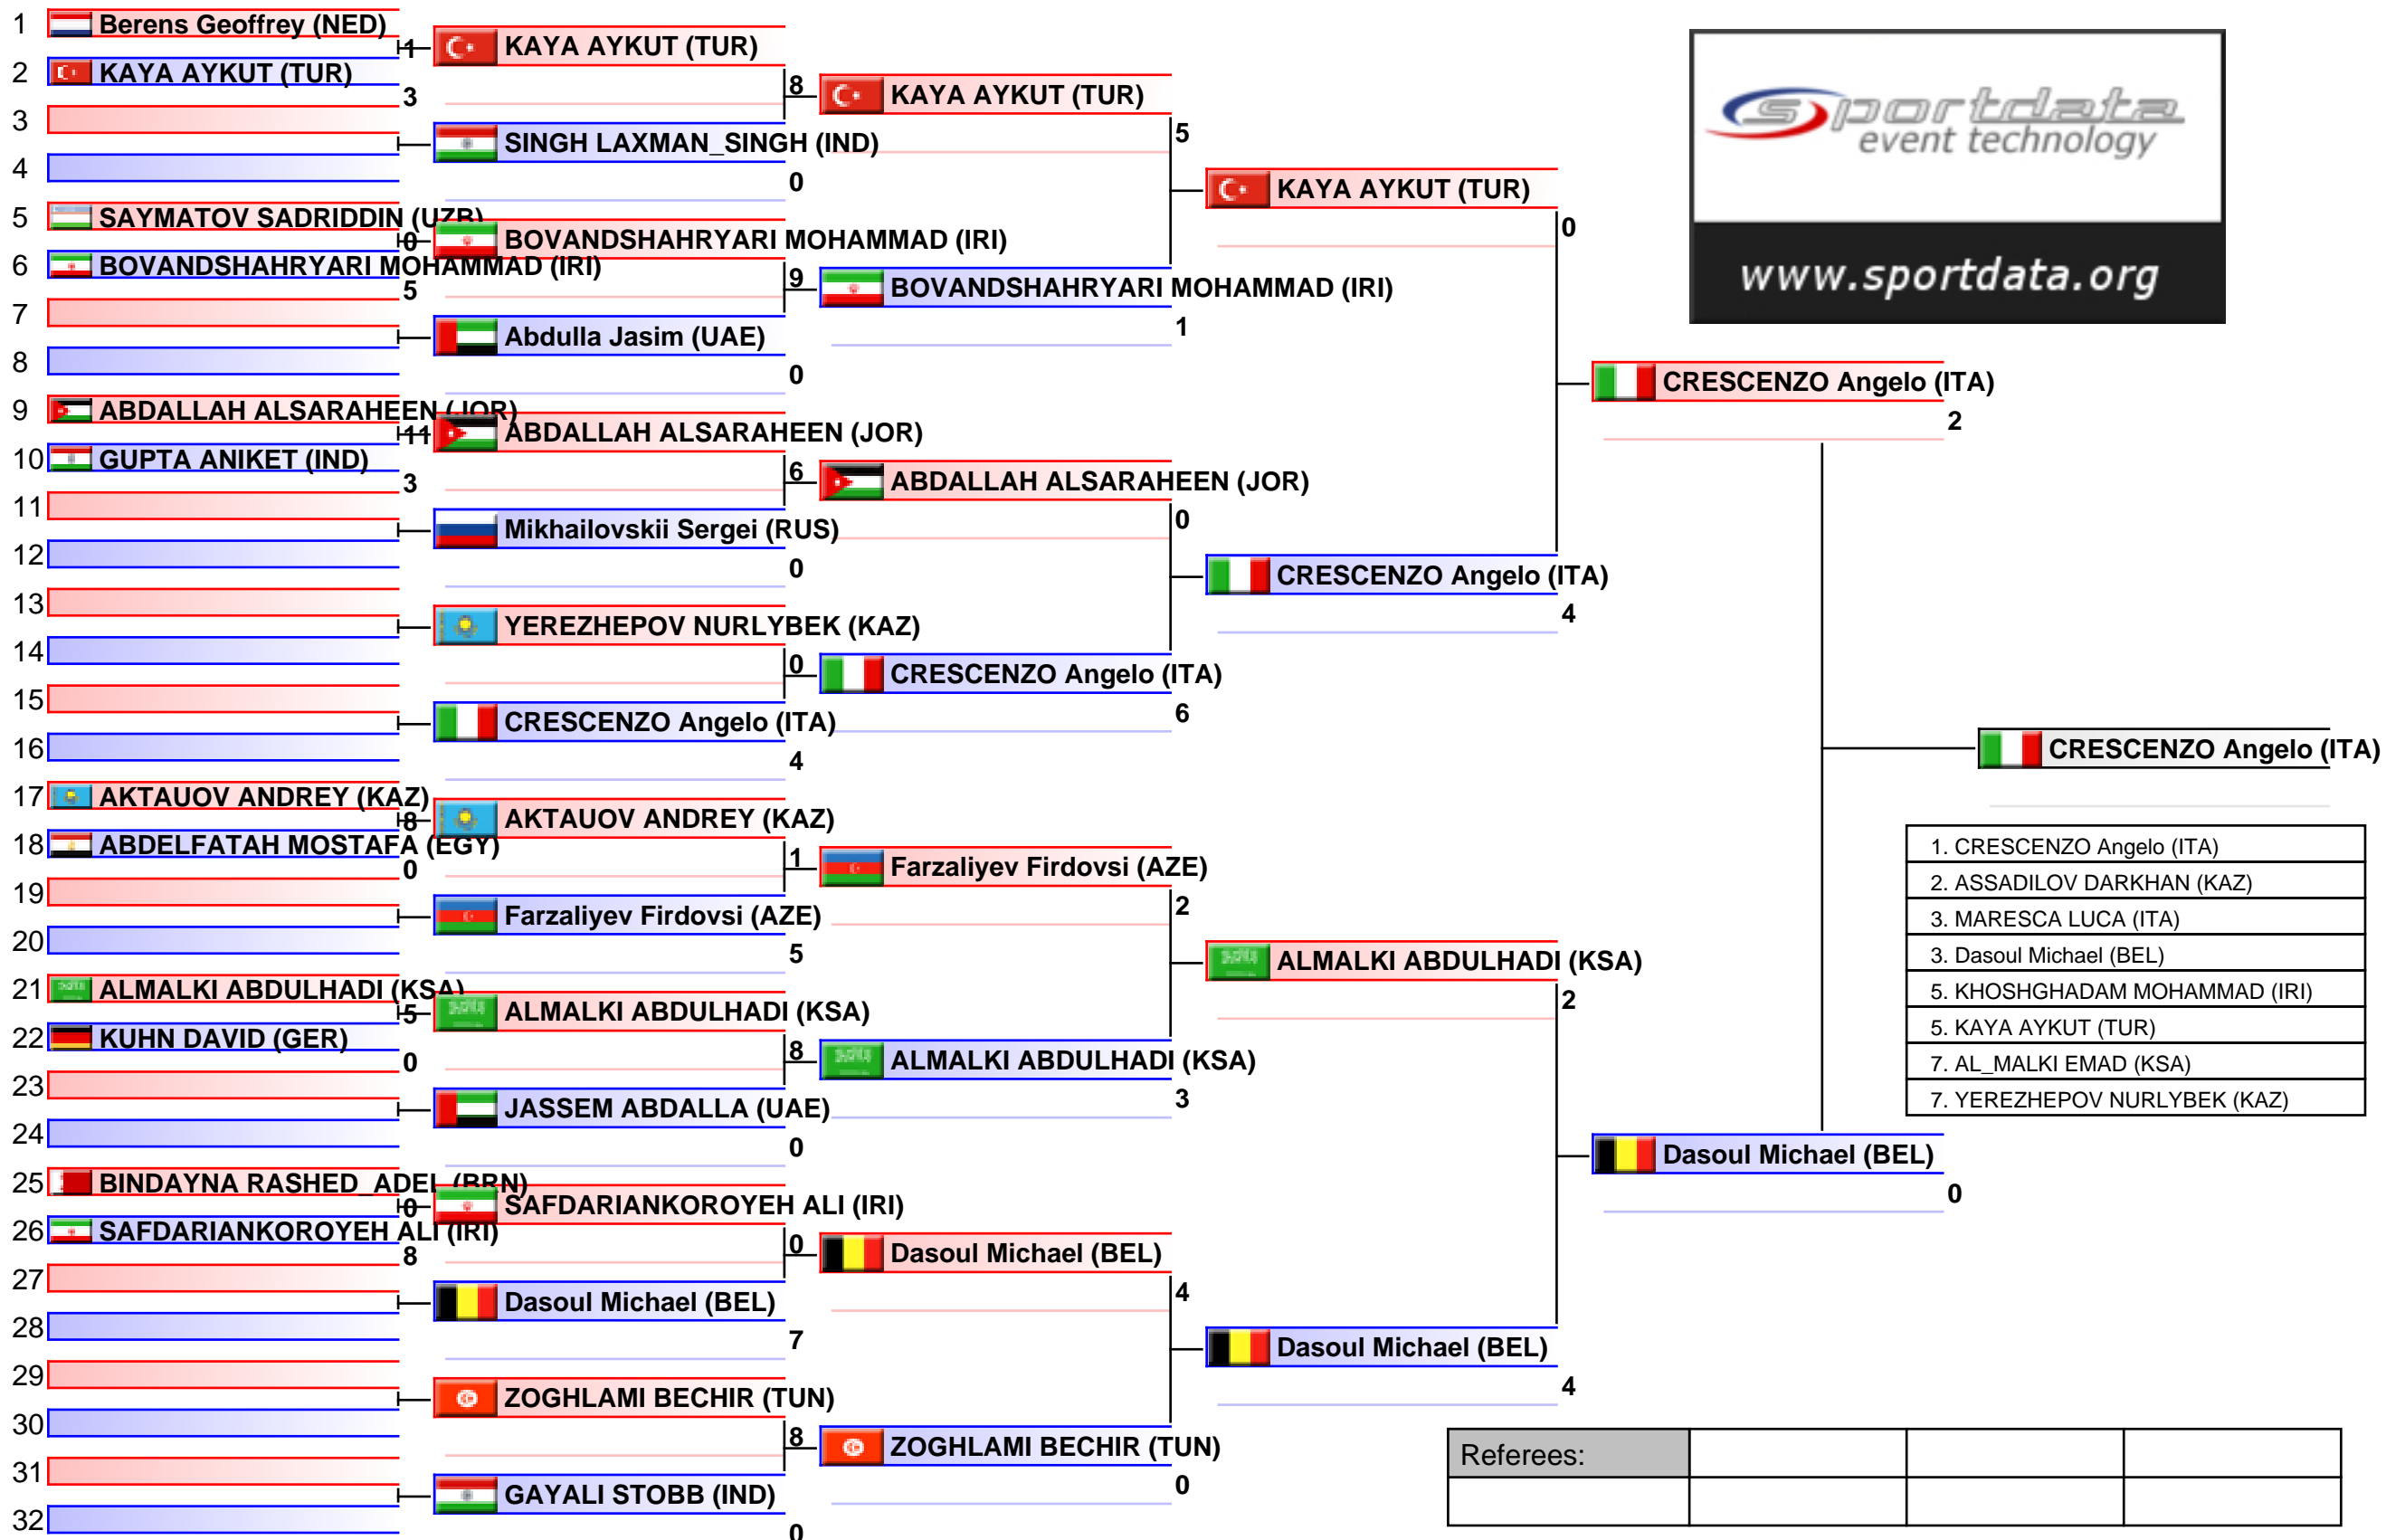 1 Berens Geoffrey (NED)
1
2 KAYA AYKUT (TUR)
3
3
4
5 SAYMATOV SADRIDDIN (UZB)
0
6 BOVANDSHAHRYARI MOHAMMAD (IRI)
5
7
8
9 ABDALLAH ALSARAHEEN (JOR)
11
10 GUPTA ANIKET (IND)
3
11
12
13
14
15
16
17 AKTAUOV ANDREY (KAZ)
8
18 ABDELFATAH MOSTAFA (EGY)
0
19
20
21 ALMALKI ABDULHADI (KSA)
5
22 KUHN DAVID (GER)
0
23
24
25 BINDAYNA RASHED_ADEL (BRN)
0
26 SAFDARIANKOROYEH ALI (IRI)
8
27
28
29
30
31
32
KAYA AYKUT (TUR)
8
SINGH LAXMAN_SINGH (IND)
0
BOVANDSHAHRYARI MOHAMMAD (IRI)
9
Abdulla Jasim (UAE)
0
ABDALLAH ALSARAHEEN (JOR)
6
Mikhailovskii Sergei (RUS)
0
YEREZHEPOV NURLYBEK (KAZ)
0
CRESCENZO Angelo (ITA)
4
AKTAUOV ANDREY (KAZ)
1
Farzaliyev Firdovsi (AZE)
5
ALMALKI ABDULHADI (KSA)
8
JASSEM ABDALLA (UAE)
0
SAFDARIANKOROYEH ALI (IRI)
0
Dasoul Michael (BEL)
7
ZOGHLAMI BECHIR (TUN)
8
GAYALI STOBB (IND)
0
KAYA AYKUT (TUR)
5
BOVANDSHAHRYARI MOHAMMAD (IRI)
1
ABDALLAH ALSARAHEEN (JOR)
0
CRESCENZO Angelo (ITA)
6
Farzaliyev Firdovsi (AZE)
2
ALMALKI ABDULHADI (KSA)
3
Dasoul Michael (BEL)
4
ZOGHLAMI BECHIR (TUN)
0
KAYA AYKUT (TUR)
0
CRESCENZO Angelo (ITA)
4
ALMALKI ABDULHADI (KSA)
2
Dasoul Michael (BEL)
4
CRESCENZO Angelo (ITA)
2
Dasoul Michael (BEL)
0
CRESCENZO Angelo (ITA)
sportdata
event technology
www.sportdata.org
1. CRESCENZO Angelo (ITA)
2. ASSADILOV DARKHAN (KAZ)
3. MARESCA LUCA (ITA)
3. Dasoul Michael (BEL)
5. KHOSHGHADAM MOHAMMAD (IRI)
5. KAYA AYKUT (TUR)
7. AL_MALKI EMAD (KSA)
7. YEREZHEPOV NURLYBEK (KAZ)
Referees: